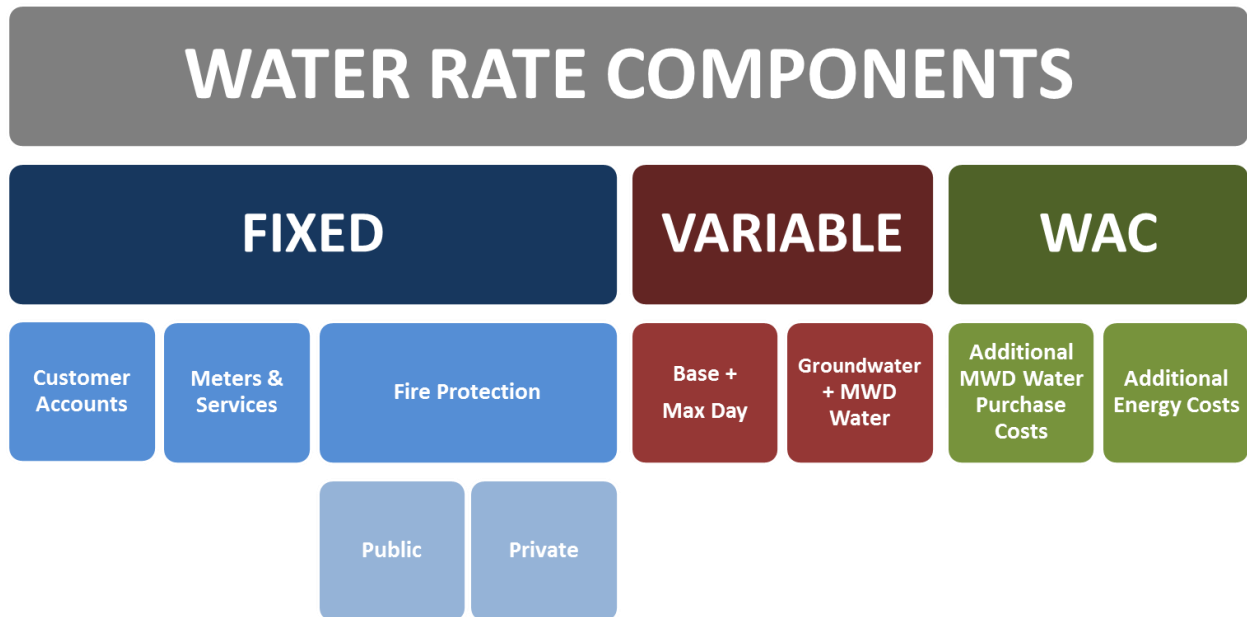 WATER RATE COMPONENTS
FIXED
VARIABLE
WAC
Customer
Accounts
Meters &
Services
Fire Protection
Base +
Max Day
Groundwater
+ MWD
Water
Additional
MWD Water
Purchase
Costs
Additional
Energy Costs
Public
Private